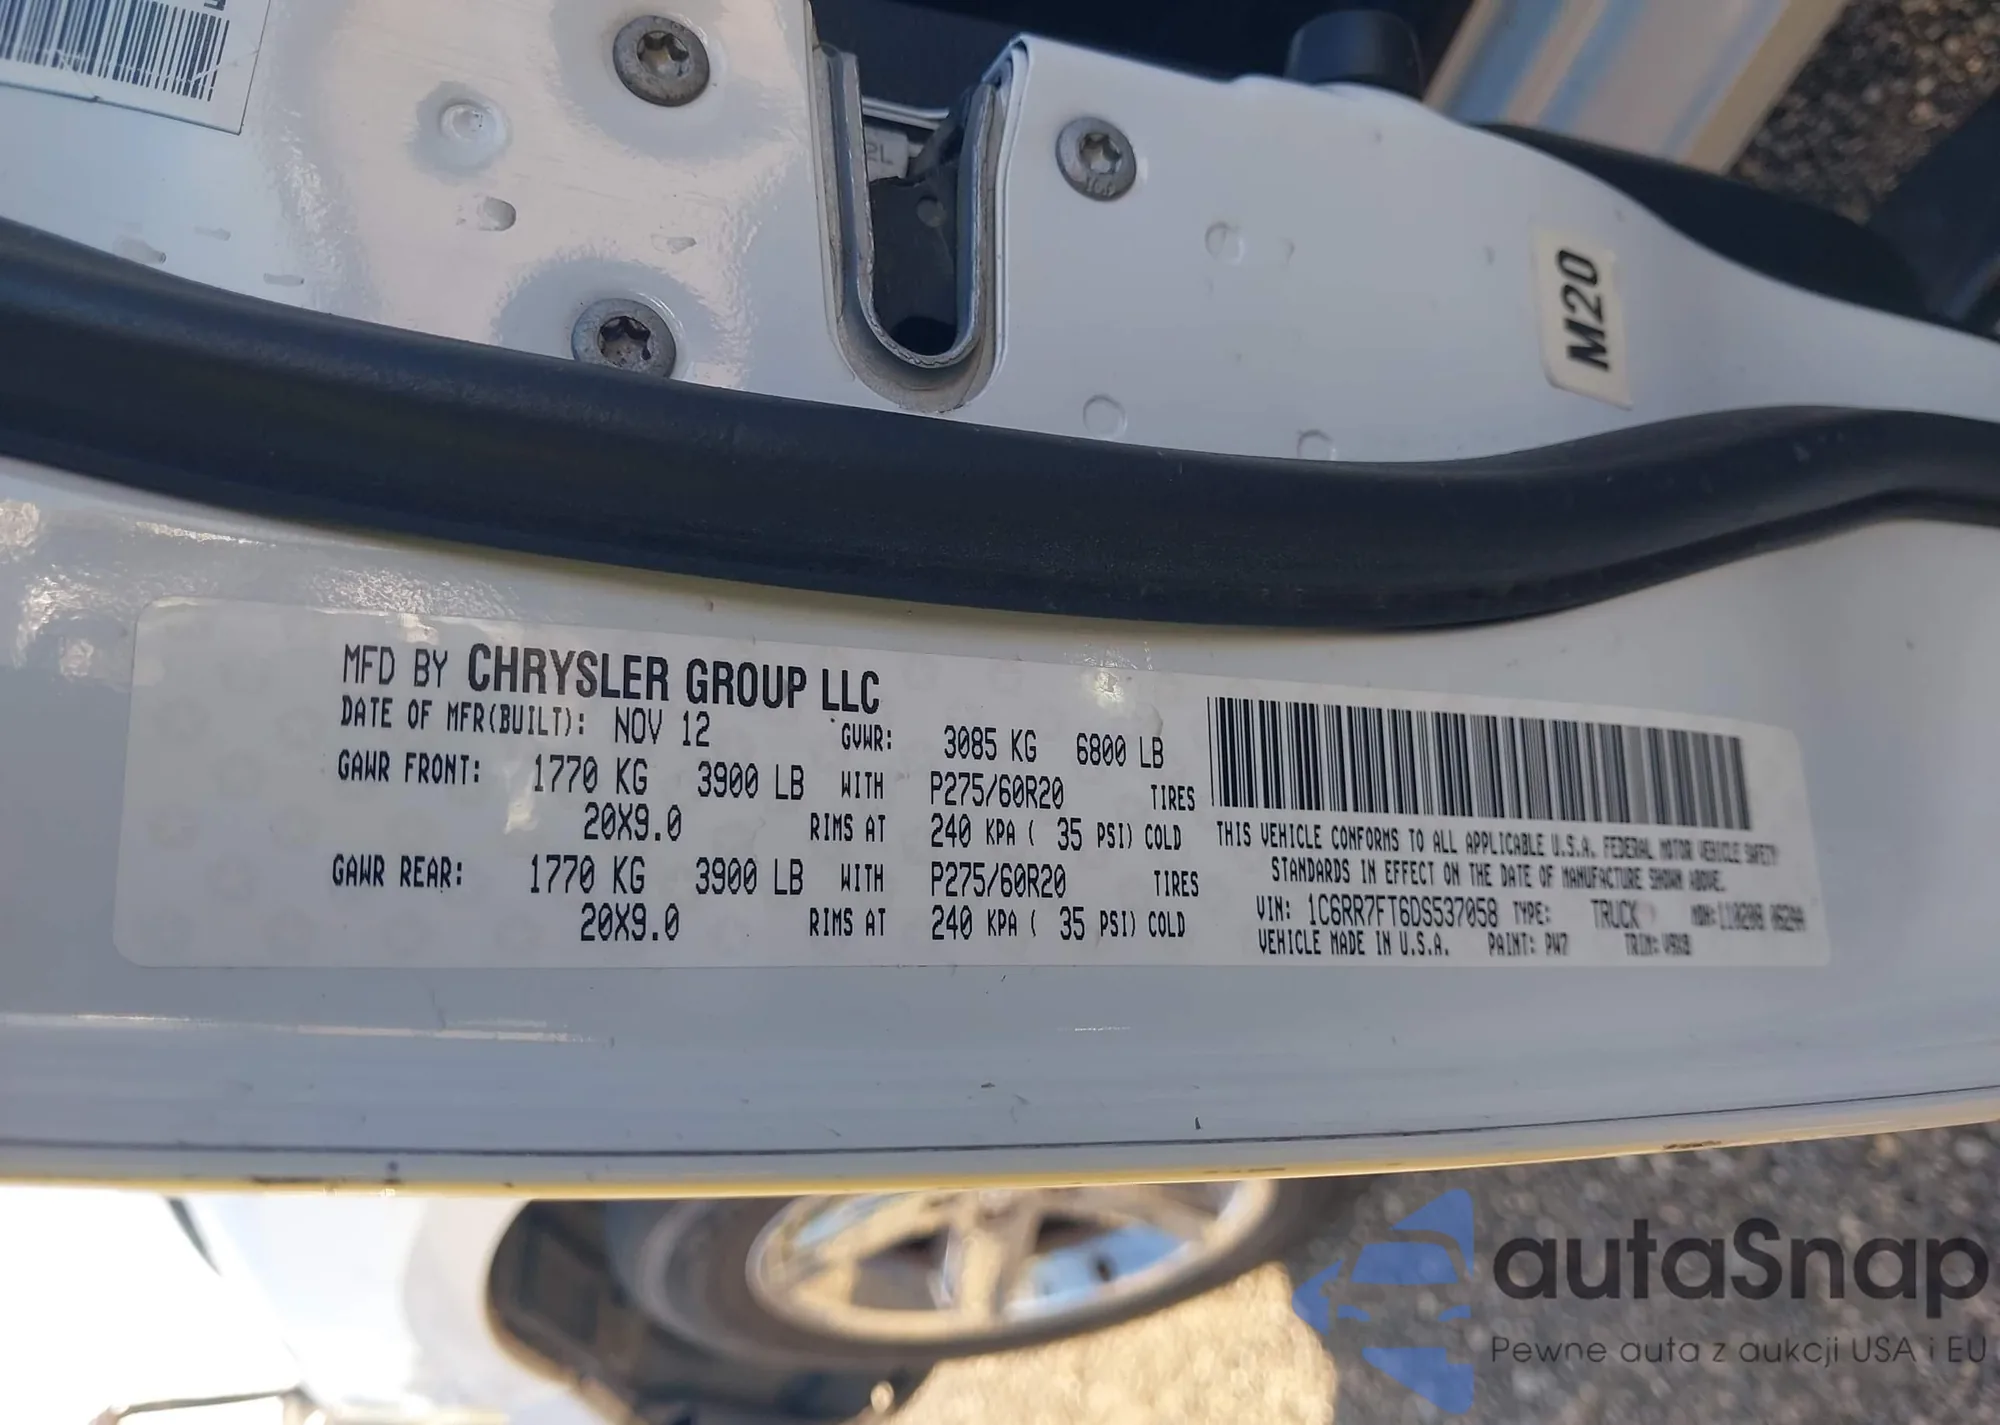 M20
MFD BY CHRYSLER GROUP LLC
DATE OF MFR(BUILT): NOV 12 GVWR: 3085 KG 6800 LB
GAWR FRONT: 1770 KG 3900 LB WITH P275/60R20 TIRES
20X9.0 RIMS AT 240 KPA ( 35 PSI) COLD
GAWR REAR: 1770 KG 3900 LB WITH P275/60R20 TIRES
20X9.0 RIMS AT 240 KPA ( 35 PSI) COLD
THIS VEHICLE CONFORMS TO ALL APPLICABLE U.S.A. FEDERAL MOTOR VEHICLE SAFETY
STANDARDS IN EFFECT ON THE DATE OF MANUFACTURE SHOWN ABOVE.
VIN: 1C6RR7FT6DS537058 TYPE: TRUCK MDH:
VEHICLE MADE IN U.S.A. PAINT: PW7 TRIM:
autaSnap
Pewne auta z aukcji USA i EU